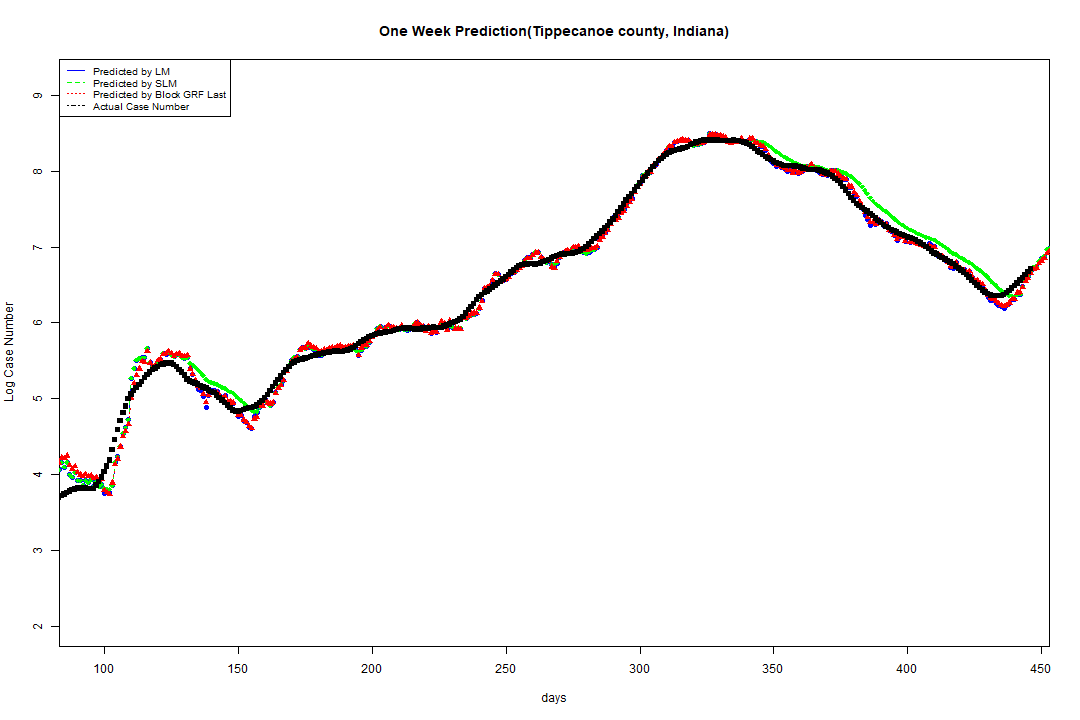 One Week Prediction(Tippecanoe county, Indiana)
Predicted by LM
Predicted by SLM
Predicted by Block GRF Last
Actual Case Number
Log Case Number
9
8
7
6
5
4
3
2
100 150 200 250 300 350 400 450
days